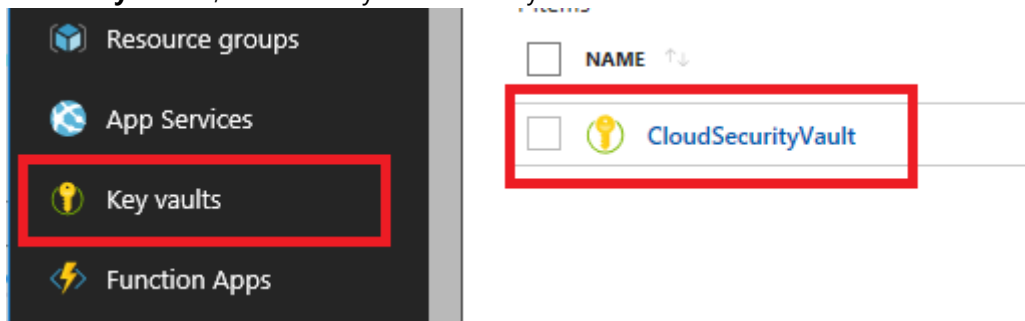 Resource groups
App Services
Key vaults
Function Apps
NAME
CloudSecurityVault